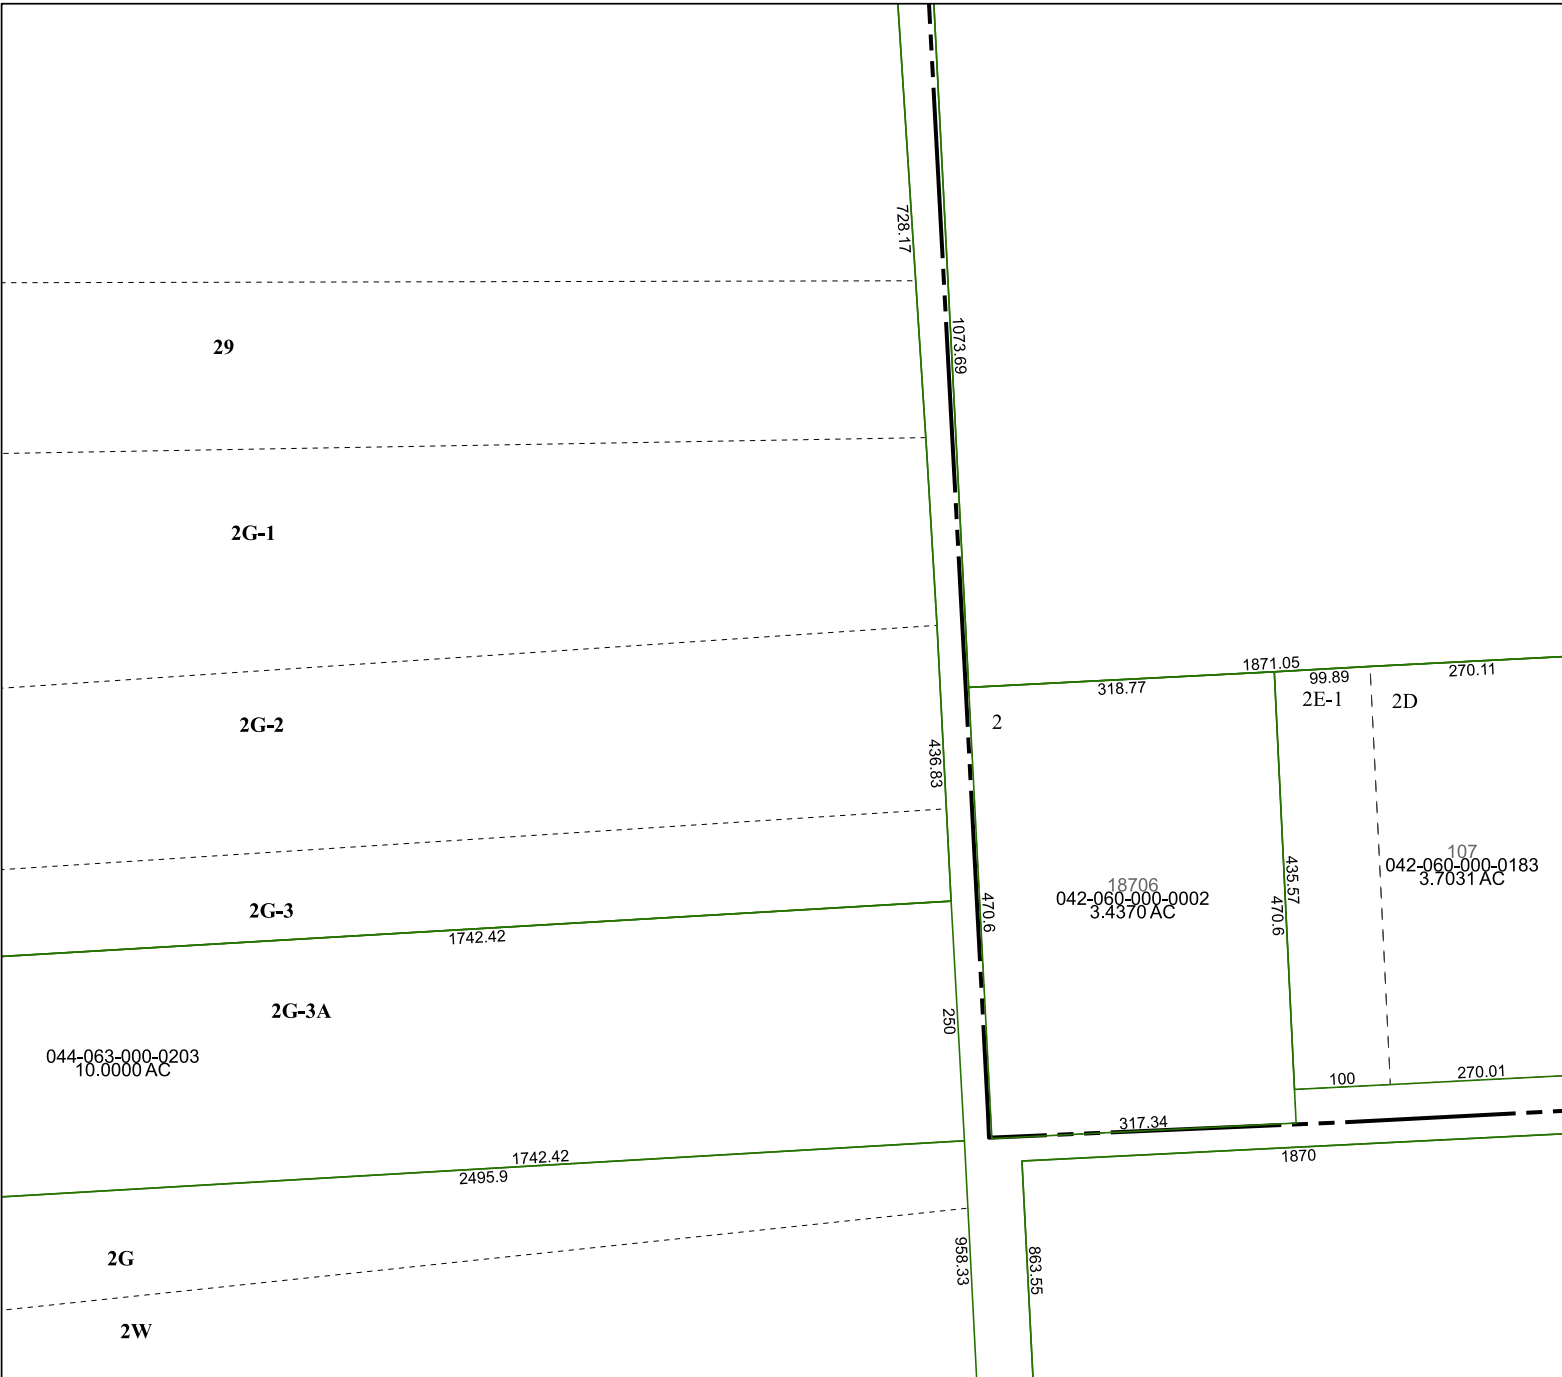 728.17
29
1073.69
2G-1
1871.05
318.77
99.89
270.11
2E-1
2D
2
2G-2
436.83
107
042-060-000-0183
3.7031 AC
435.57
18706
042-060-000-0002
3.4370 AC
470.6
470.6
2G-3
1742.42
2G-3A
250
044-063-000-0203
10.0000 AC
100
270.01
317.34
1742.42
1870
2495.9
2G
958.33
863.55
2W